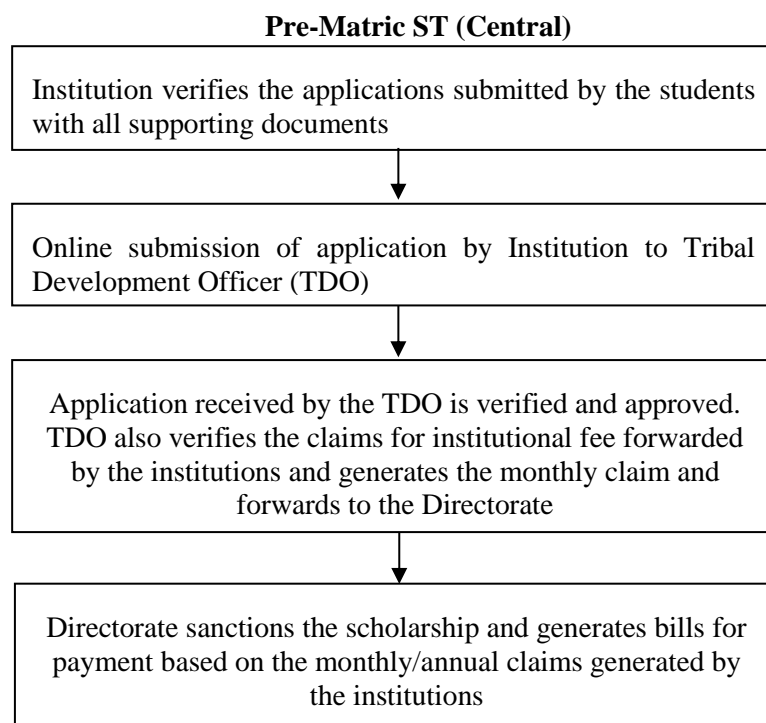 Pre-Matric ST (Central)
Institution verifies the applications submitted by the students
with all supporting documents
Online submission of application by Institution to Tribal
Development Officer (TDO)
Application received by the TDO is verified and approved.
TDO also verifies the claims for institutional fee forwarded
by the institutions and generates the monthly claim and
forwards to the Directorate
Directorate sanctions the scholarship and generates bills for
payment based on the monthly/annual claims generated by
the institutions